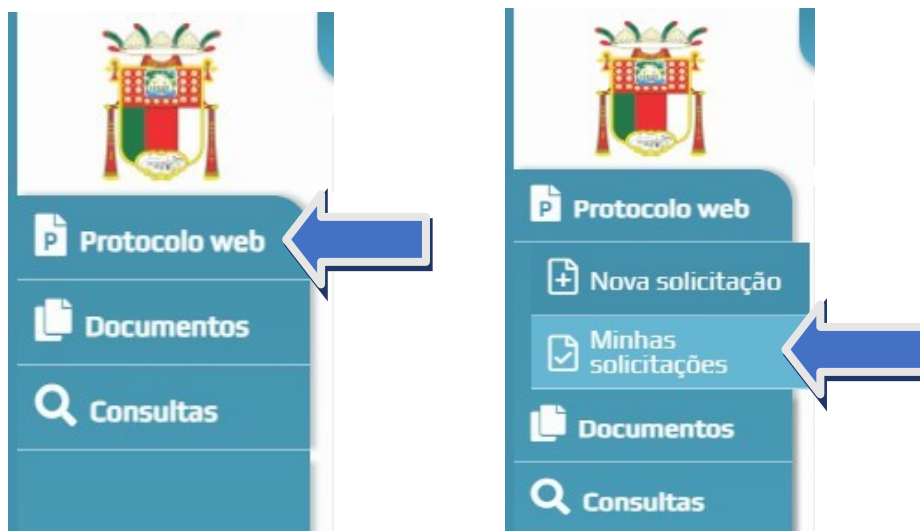 Protocolo web
Documentos
Consultas
Protocolo web
Nova solicitação
Minhas
solicitações
Documentos
Consultas